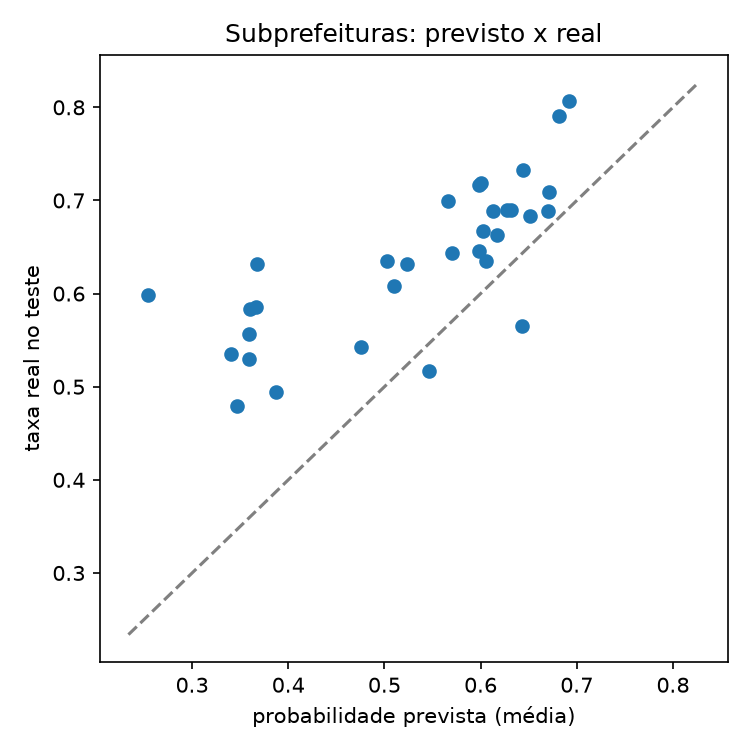 Subprefeituras: previsto x real
taxa real no teste
0.8
0.7
0.6
0.5
0.4
0.3
0.3 0.4 0.5 0.6 0.7 0.8
probabilidade prevista (média)